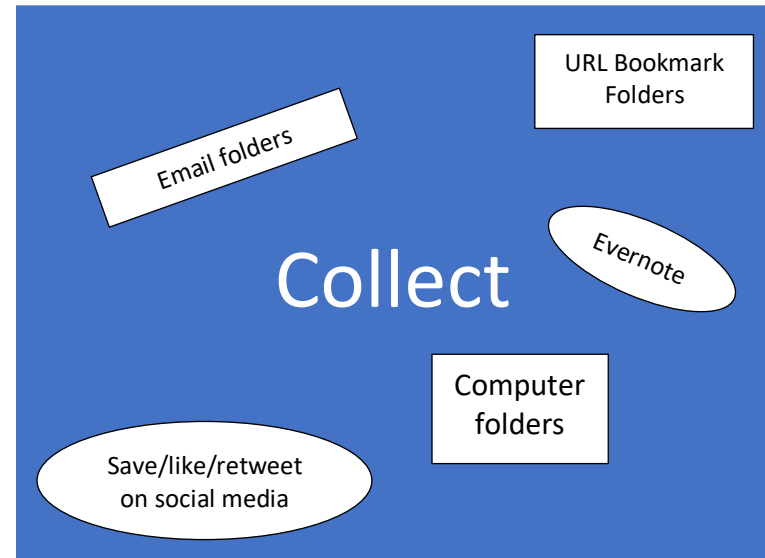 URL Bookmark
Folders
Email folders
Evernote
Collect
Computer
folders
Save/like/retweet
on social media